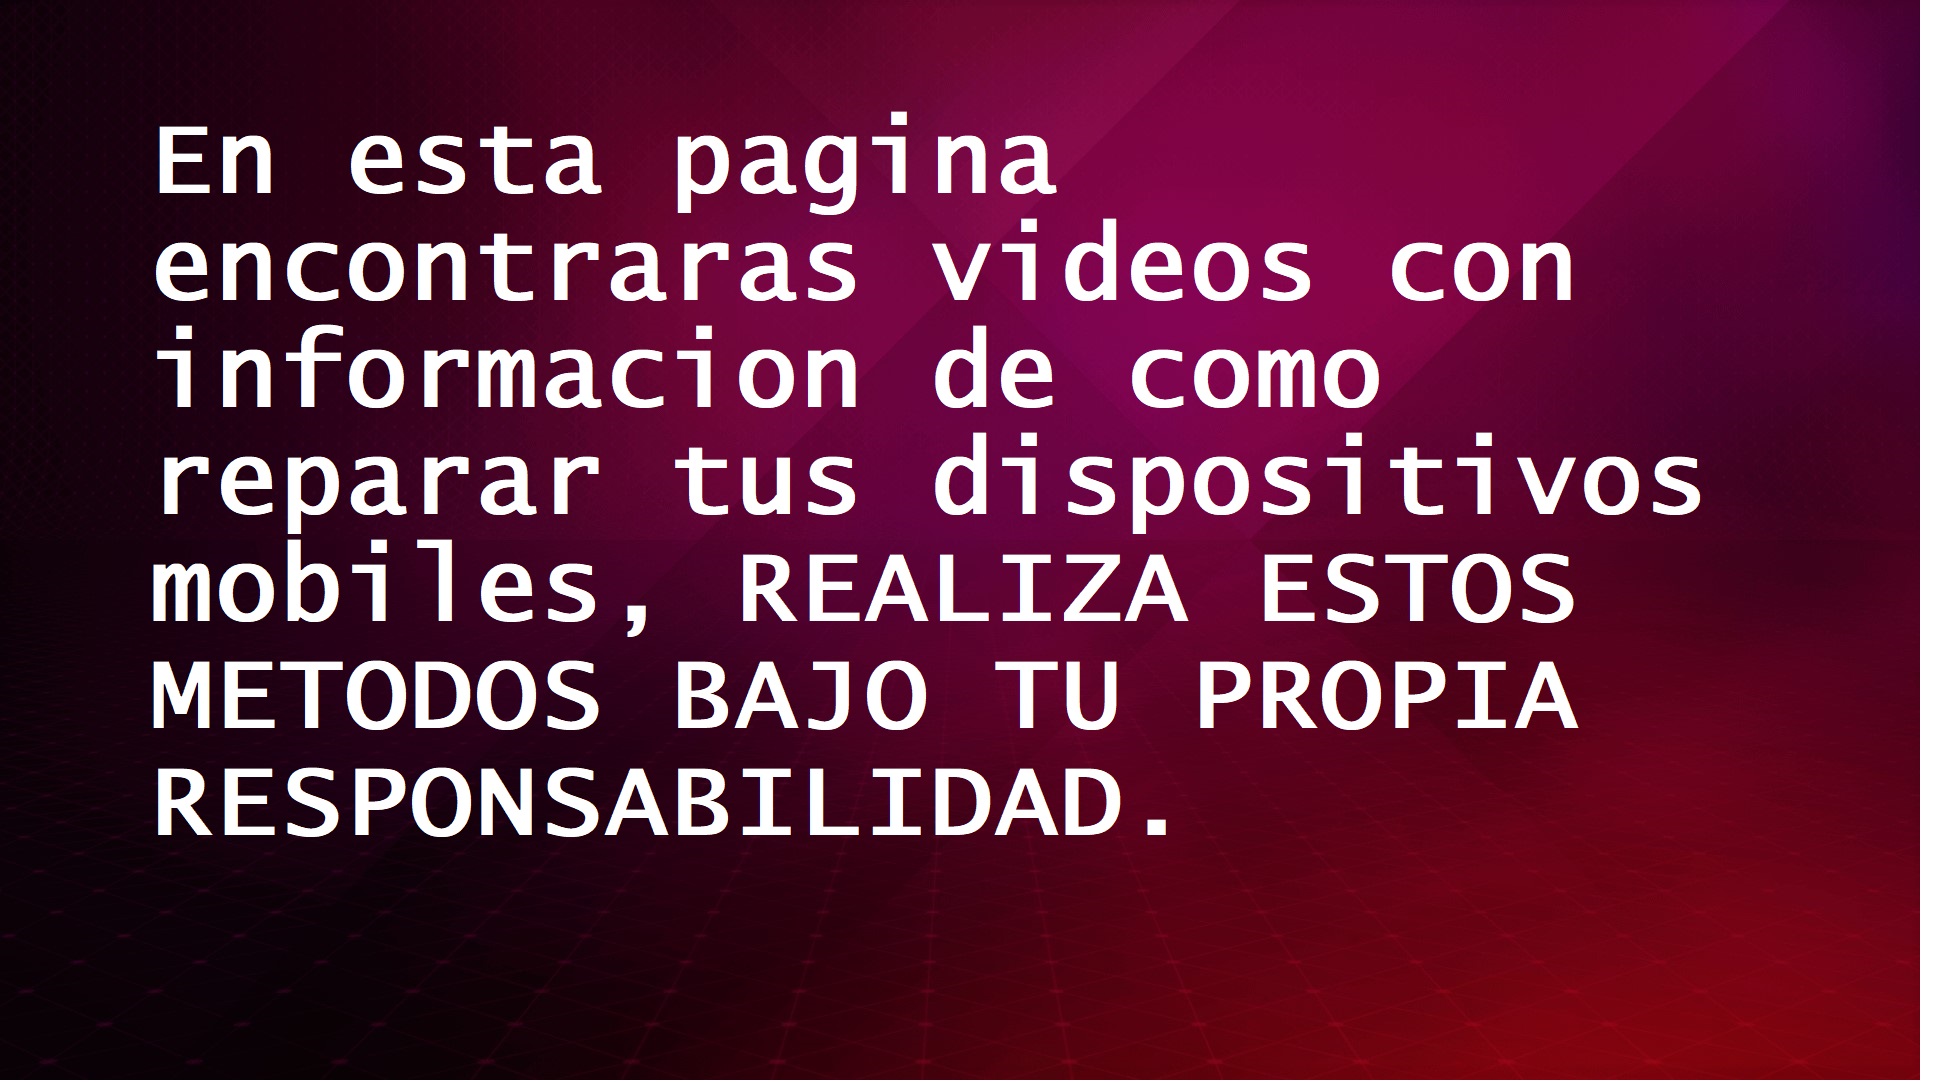 En esta pagina
encontraras videos con
informacion de como
reparar tus dispositivos
mobiles, REALIZA ESTOS
METODOS BAJO TU PROPIA
RESPONSABILIDAD.